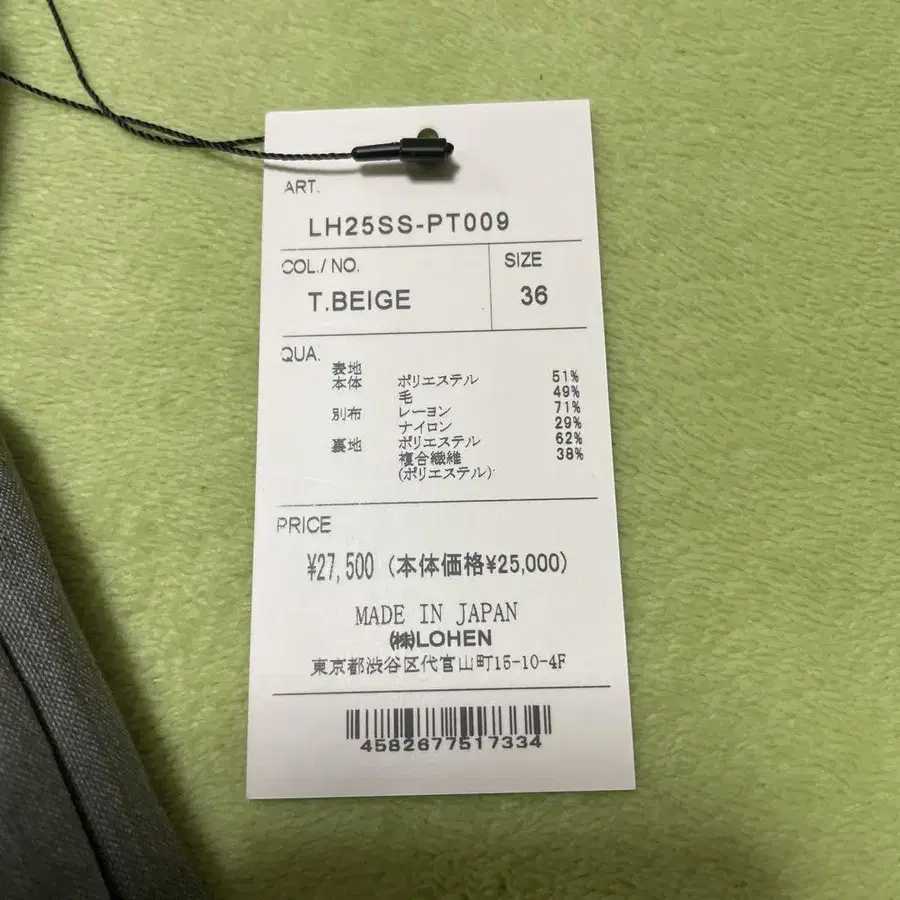 ART.
LH25SS-PT009
COL./NO. SIZE
T.BEIGE 36
QUA.
表地
本体 ポリエステル 51%
毛 49%
別布 レーヨン 71%
ナイロン 29%
裏地 ポリエステル 62%
複合繊維 38%
(ポリエステル)
PRICE
¥27,500 (本体価格¥25,000)
MADE IN JAPAN
㈱LOHEN
東京都渋谷区代官山町15-10-4F
4582677517334